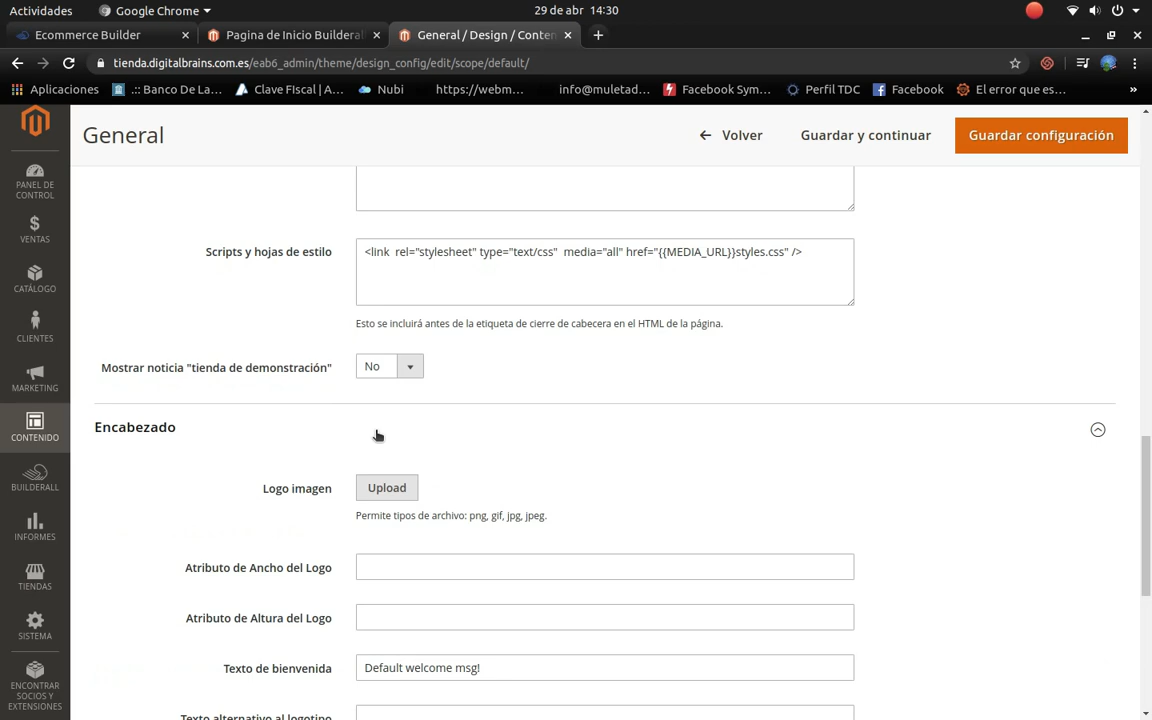 Actividades
Google Chrome
29 de abr 14:30
Ecommerce Builder
Pagina de Inicio Builderal
General / Design / Conten
tienda.digitalbrains.com.es/eab6_admin/theme/design_config/edit/scope/default/
Aplicaciones
.:: Banco De La...
Clave FIscal | A...
Nubi
https://webm...
info@muletad...
Facebook Sym...
Perfil TDC
Facebook
El error que es...
»
General
Volver
Guardar y continuar
Guardar configuración
PANEL DE
CONTROL
VENTAS
CATÁLOGO
CLIENTES
MARKETING
CONTENIDO
BUILDERALL
INFORMES
TIENDAS
SISTEMA
ENCONTRAR
SOCIOS Y
EXTENSIONES
Scripts y hojas de estilo
<link rel="stylesheet" type="text/css" media="all" href="{{MEDIA_URL}}styles.css" />
Esto se incluirá antes de la etiqueta de cierre de cabecera en el HTML de la página.
Mostrar noticia "tienda de demonstración"
No
Encabezado
Logo imagen
Upload
Permite tipos de archivo: png, gif, jpg, jpeg.
Atributo de Ancho del Logo
Atributo de Altura del Logo
Texto de bienvenida
Default welcome msg!
Texto alternativo al logotipo